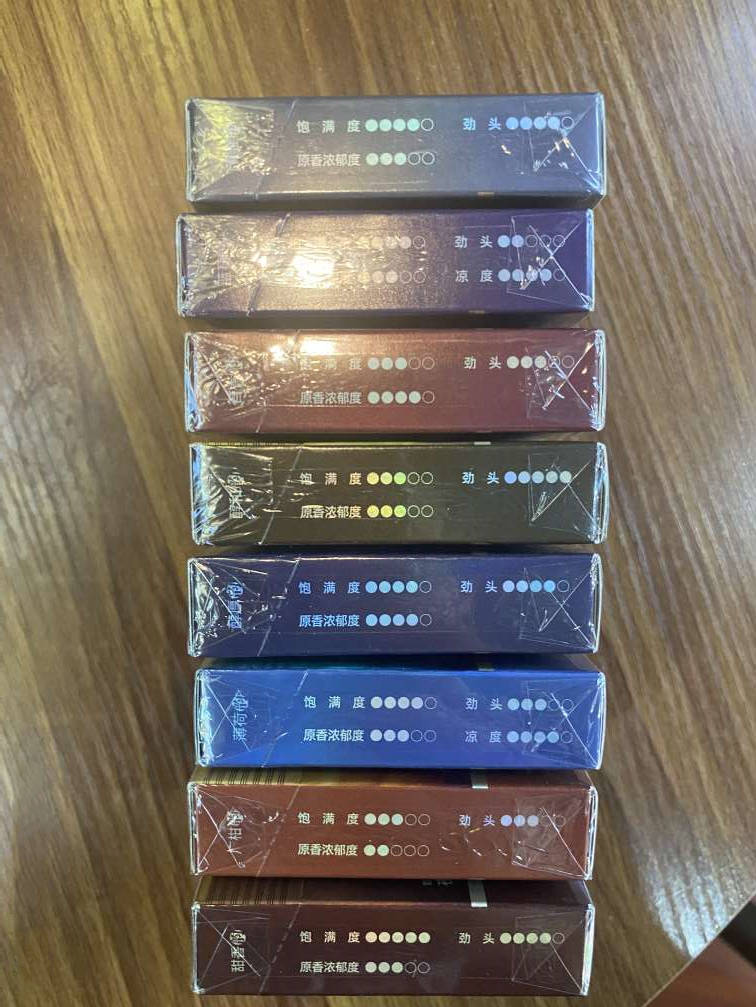 饱满度●●●●○ 劲头●●●●○
原香浓郁度●●●○○
劲头●●○○○
凉度●●●●○
满度●●●○○ 劲头●●●○○
原香浓郁度●●●●○
饱满度●●●○○ 劲头●●●●●
原香浓郁度●●●○○
饱满度●●●●○ 劲头●●●●○
原香浓郁度●●●●○
薄荷
饱满度●●●●○ 劲头●●●○○
原香浓郁度●●●○○ 凉度●●●●○
饱满度●●●○○ 劲头●●●○○
原香浓郁度●●○○○
饱满度●●●●● 劲头●●●●○
原香浓郁度●●●○○